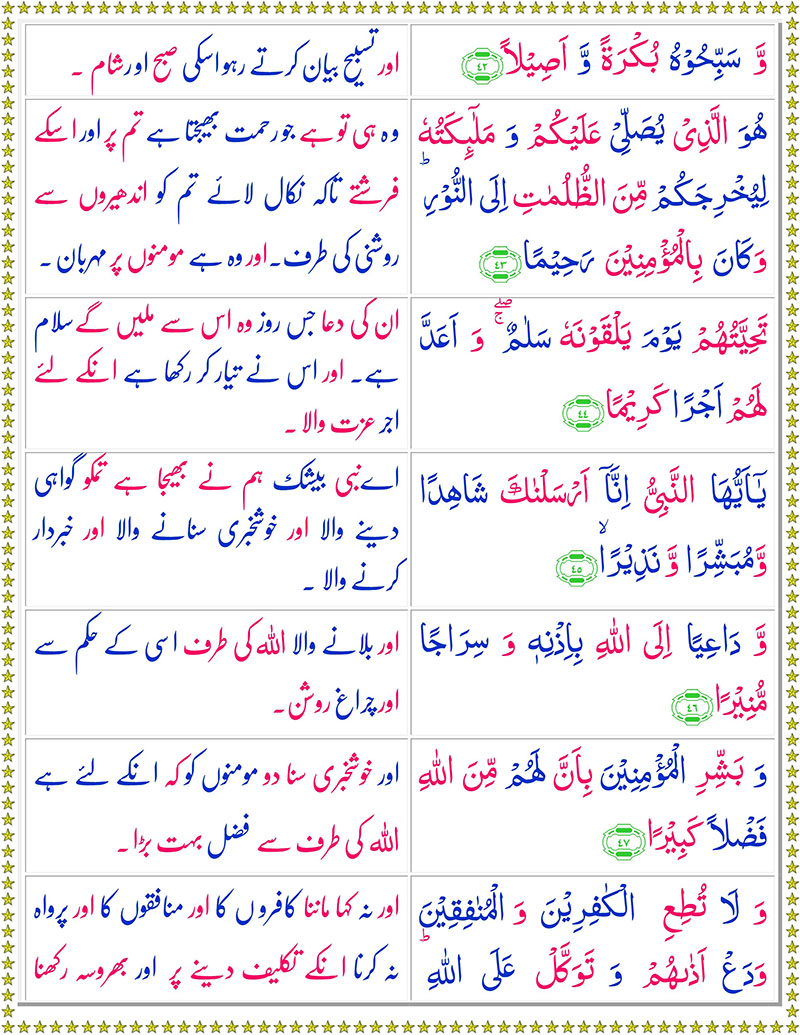 وَّ سَبِّحُوْهُ بُكْرَةً وَّ اَصِيْلاً ﴿٤٢﴾
اور تسبیح بیان کرتے رہو اسکی صبح اور شام ۔
هُوَ الَّذِىْ يُصَلِّىْ عَلَيْكُمْ وَ مَلٰٓٮِٕكَتُهٗ
لِيُخْرِجَكُمْ مِّنَ الظُّلُمٰتِ اِلَى النُّوْرِ ؕ
وَكَانَ بِالْمُؤْمِنِيْنَ رَحِيْمًا ﴿٤٣﴾
وہ ہی تو ہے جو رحمت بھیجتا ہے تم پر اور اسکے
فرشتے تاکہ نکال لائے تم کو اندھیروں سے
روشنی کی طرف۔ اور وہ ہے مومنوں پر مہربان ۔
تَحِيَّتُهُمْ يَوْمَ يَلْقَوْنَهٗ سَلٰمٌ ۖۚ وَ اَعَدَّ
لَهُمْ اَجْرًا كَرِيْمًا ﴿٤٤﴾
ان کی دعا جس روز وہ اس سے ملیں گے سلام
ہے۔ اور اس نے تیار کر رکھا ہے انکے لئے
اجر عزت والا ۔
يٰۤاَيُّهَا النَّبِىُّ اِنَّاۤ اَرْسَلْنٰكَ شَاهِدًا
وَّمُبَشِّرًا وَّ نَذِيْرًا ۙ ﴿٤٥﴾
اے نبی بیشک ہم نے بھیجا ہے تمکو گواہی
دینے والا اور خوشخبری سنانے والا اور خبردار
کرنے والا ۔
وَّ دَاعِيًا اِلَى اللّٰهِ بِاِذْنِهٖ وَ سِرَاجًا
مُّنِيْرًا ﴿٤٦﴾
اور بلانے والا اللہ کی طرف اسی کے حکم سے
اور چراغ روشن۔
وَ بَشِّرِ الْمُؤْمِنِيْنَ بِاَنَّ لَهُمْ مِّنَ اللّٰهِ
فَضْلاً كَبِيْرًا ﴿٤٧﴾
اور خوشخبری سنا دو مومنوں کو کہ انکے لئے ہے
اللہ کی طرف سے فضل بہت بڑا ۔
وَ لَا تُطِعِ الْكٰفِرِيْنَ وَ الْمُنٰفِقِيْنَ
وَدَعْ اَذٰٮهُمْ وَ تَوَكَّلْ عَلَى اللّٰهِ ؕ
اور نہ کہا ماننا کافروں کا اور منافقوں کا اور پرواہ
نہ کرنا انکے تکلیف دینے پر اور بھروسہ رکھنا